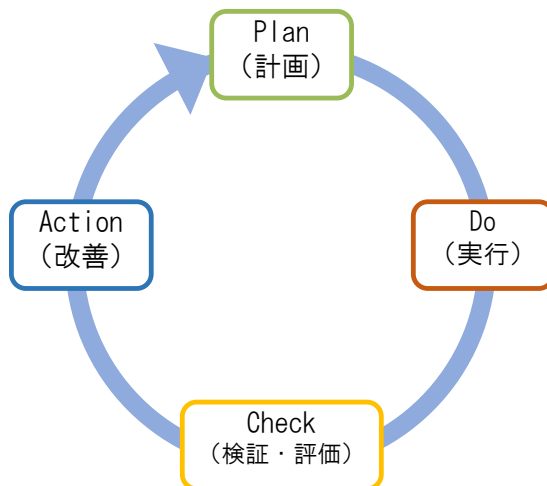 Plan
（計画）
Do
（実行）
Check
（検証・評価）
Action
（改善）